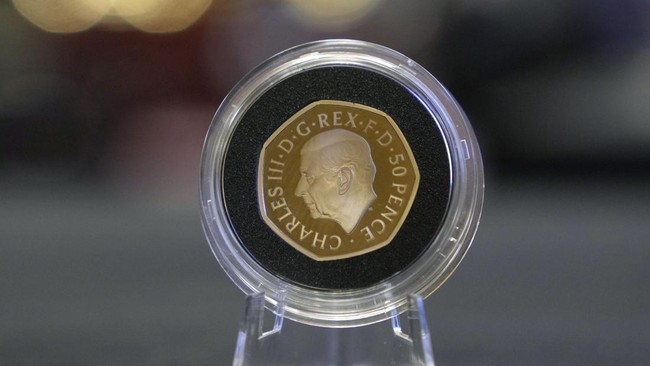 CHARLES III · D · G · REX · F · D · 50 PENCE ·